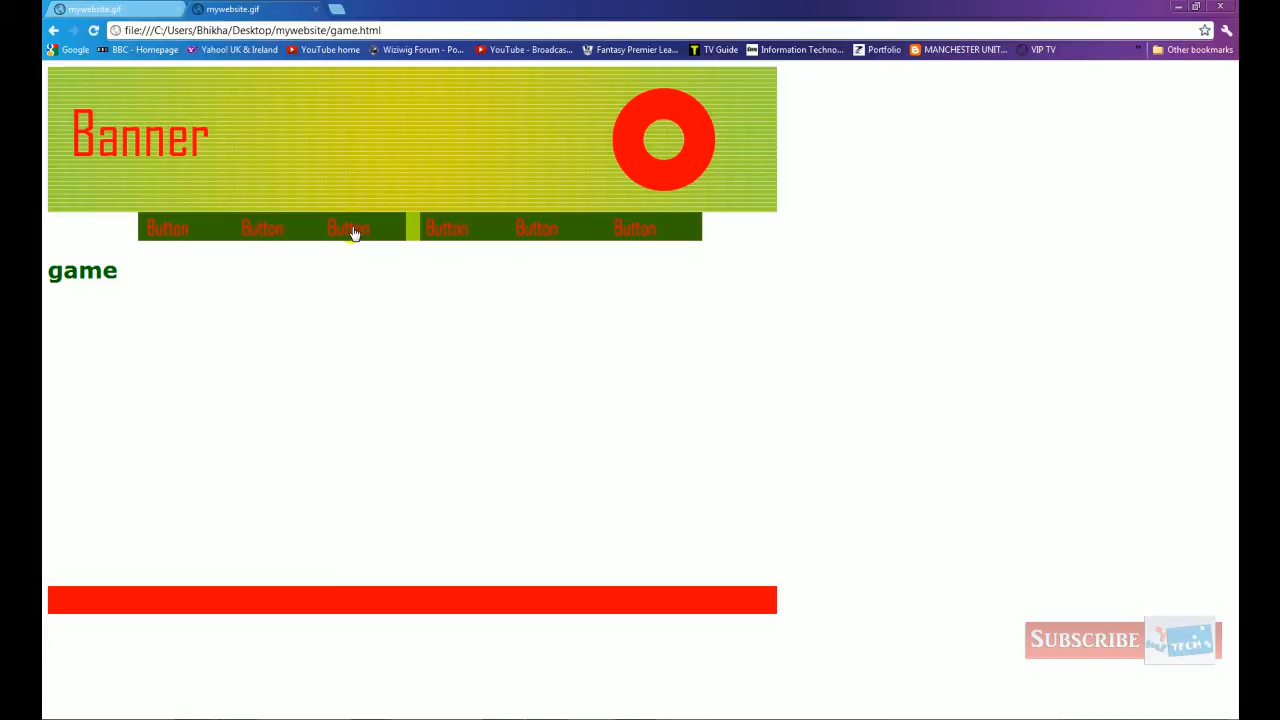 mywebsite.gif mywebsite.gif
file:///C:/Users/Bhikha/Desktop/mywebsite/game.html
Google BBC - Homepage Yahoo! UK & Ireland YouTube home Wiziwig Forum - Po... YouTube - Broadcas... Fantasy Premier Lea... TV Guide Information Techno... Portfolio MANCHESTER UNIT... VIP TV » Other bookmarks
Banner
Button Button Button Button Button Button
game
SUBSCRIBE TECHS